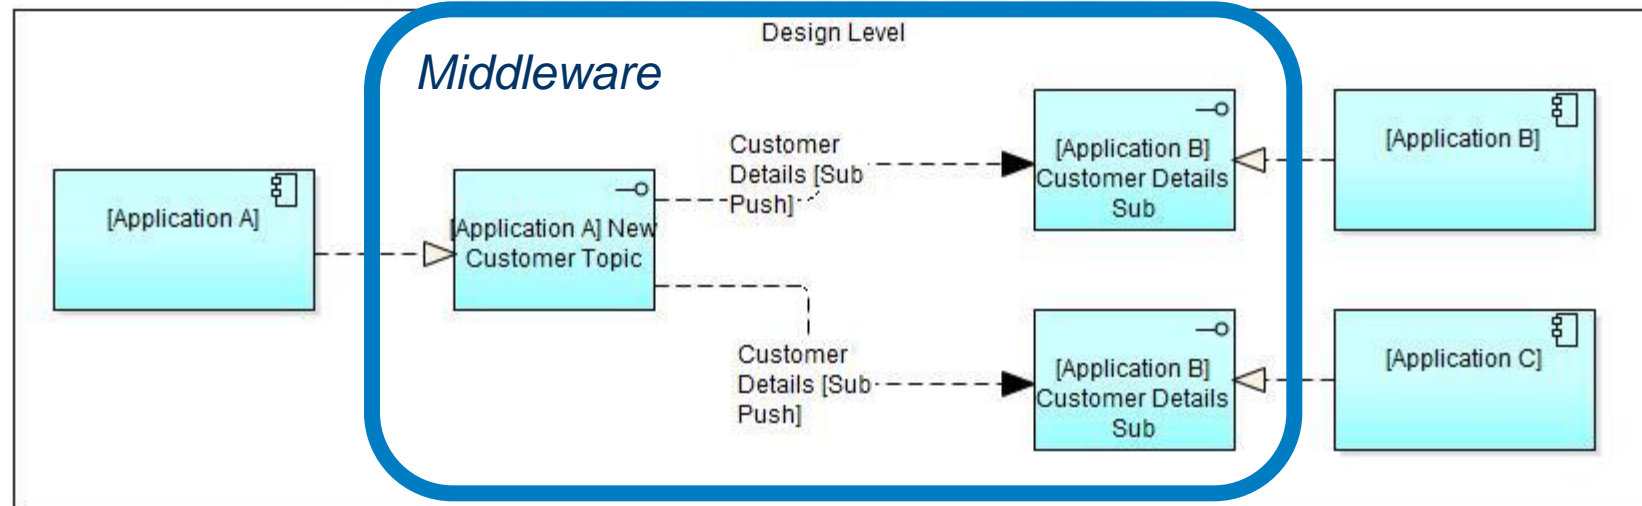 Design Level
Middleware
[Application A]
[Application A] New
Customer Topic
Customer
Details [Sub
Push]
[Application B]
Customer Details
Sub
[Application B]
Customer
Details [Sub
Push]
[Application B]
Customer Details
Sub
[Application C]